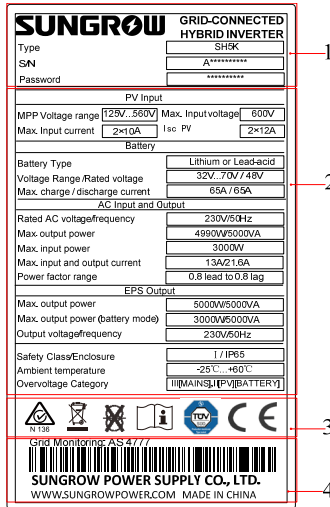 SUNGROW GRID-CONNECTED HYBRID INVERTER
Type SH5K
S/N A**********
Password **********
1
PV Input
MPP Voltage range 125V...560V Max. Input voltage 600V
Max. Input current 2×10A Isc PV 2×12A
Battery
Battery Type Lithium or Lead-acid
Voltage Range /Rated voltage 32V...70V / 48V
Max. charge / discharge current 65A / 65A
2
AC Input and Output
Rated AC voltage/frequency 230V/50Hz
Max. output power 4990W/5000VA
Max. input power 3000W
Max. input and output current 13A/21.6A
Power factor range 0.8 lead to 0.8 lag
EPS Output
Max. output power 5000W/5000VA
Max. output power (battery mode) 3000W/5000VA
Output voltage/frequency 230V/50Hz
Safety Class/Enclosure I / IP65
Ambient temperature -25℃...+60℃
Overvoltage Category III[MAINS],II[PV][BATTERY]
N 136 i TÜV CE
3
Grid Monitoring: AS 4777
SUNGROW POWER SUPPLY CO., LTD.
WWW.SUNGROWPOWER.COM MADE IN CHINA
4